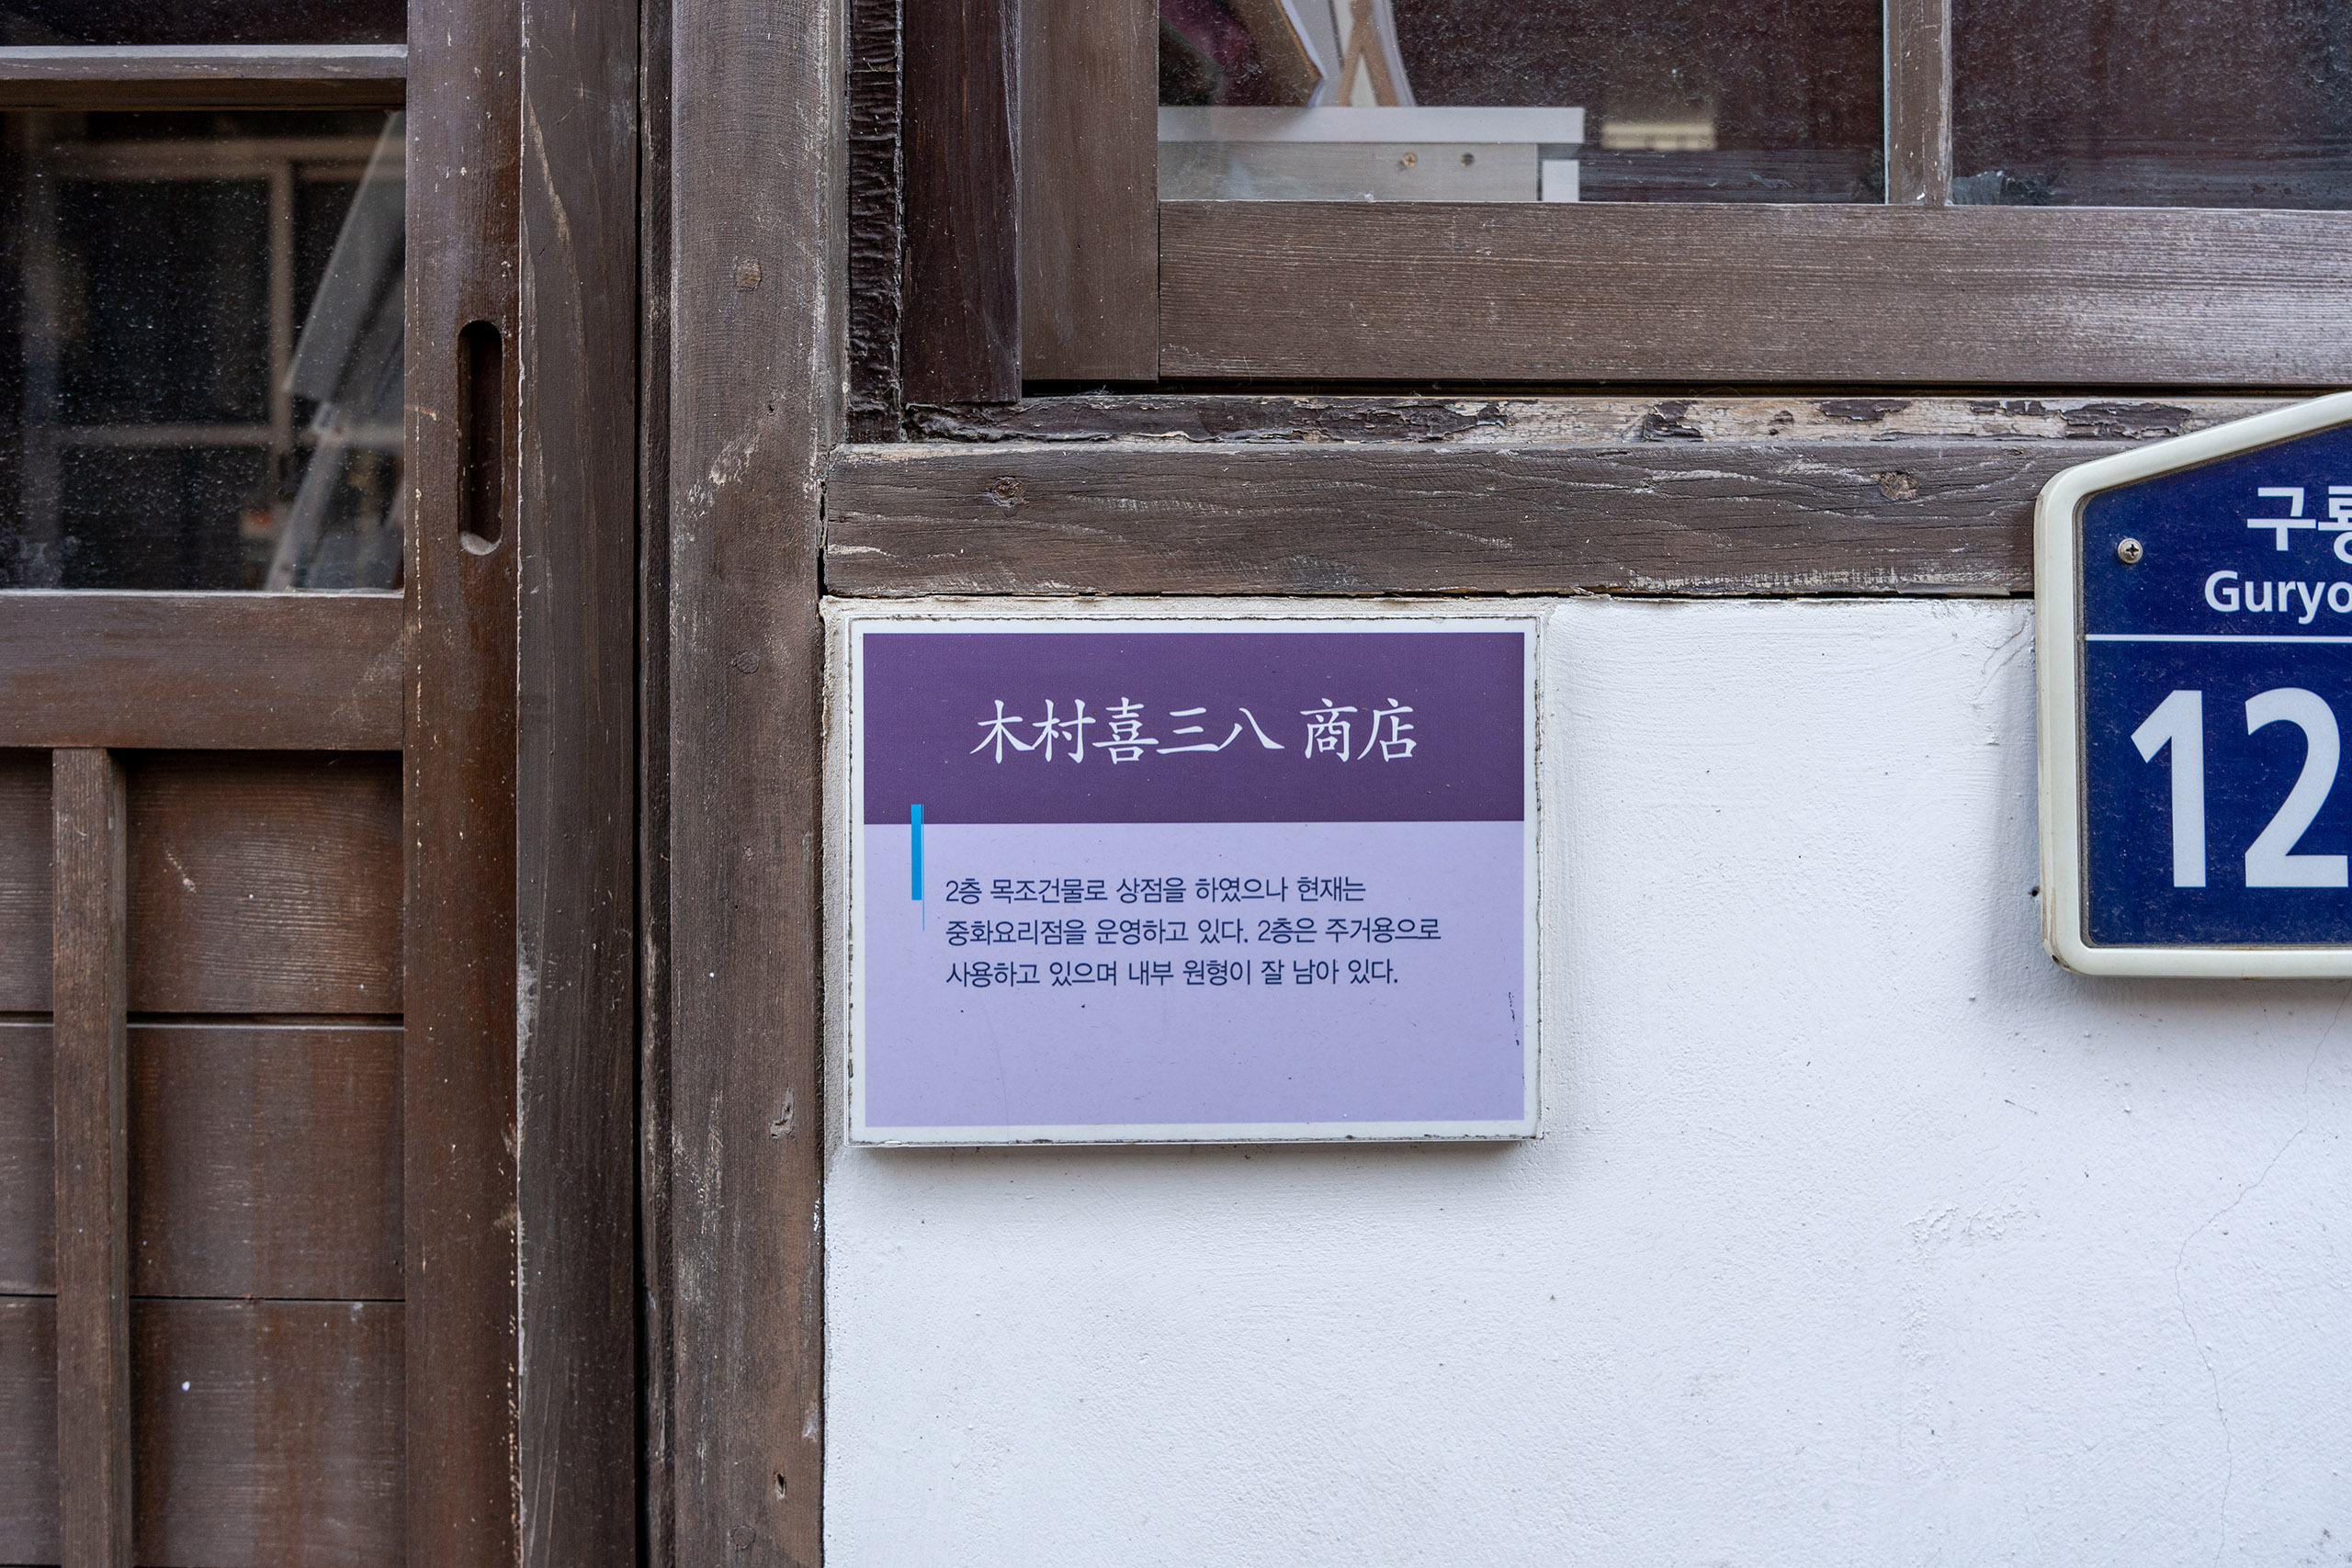 木村喜三八 商店
2층 목조건물로 상점을 하였으나 현재는
중화요리점을 운영하고 있다. 2층은 주거용으로
사용하고 있으며 내부 원형이 잘 남아 있다.
구룡
Guryo
12